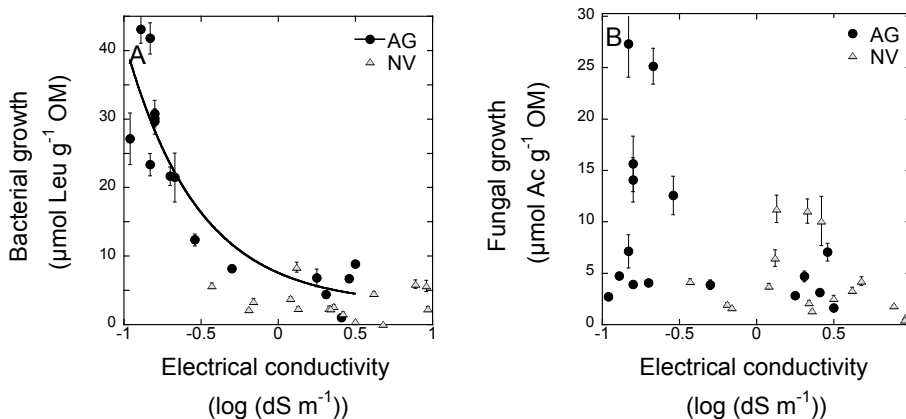 A
AG
NV
40
30
20
10
0
-1
-0.5
0
0.5
1
Bacterial growth
(μmol Leu g⁻¹ OM)
Electrical conductivity
(log (dS m⁻¹))
B
AG
NV
30
25
20
15
10
5
0
-1
-0.5
0
0.5
1
Fungal growth
(μmol Ac g⁻¹ OM)
Electrical conductivity
(log (dS m⁻¹))